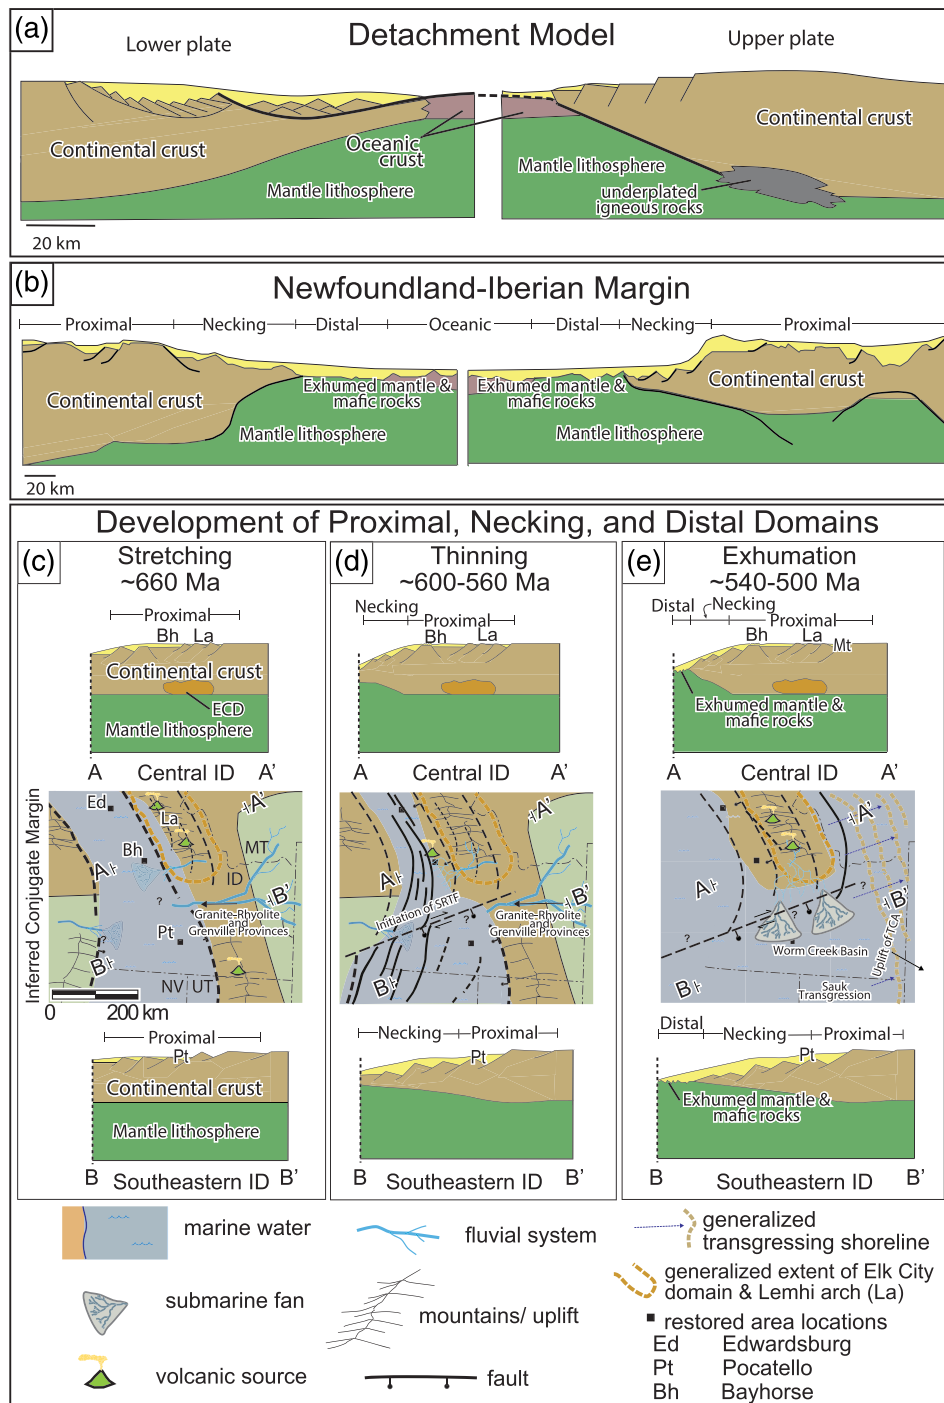 (a)
Detachment Model
Lower plate
Upper plate
Continental crust
Oceanic
crust
Mantle lithosphere
Continental crust
Mantle lithosphere
underplated
igneous rocks
20 km
(b)
Newfoundland-Iberian Margin
Proximal
Necking
Distal
Oceanic
Distal
Necking
Proximal
Continental crust
Exhumed mantle &
mafic rocks
Mantle lithosphere
Exhumed mantle &
mafic rocks
Continental crust
Mantle lithosphere
20 km
Development of Proximal, Necking, and Distal Domains
(c)
Stretching
~660 Ma
Proximal
Bh La
Continental crust
ECD
Mantle lithosphere
A Central ID A'
Inferred Conjugate Margin
Ed
La
A'
Bh
MT
A
ID
?
B'
Granite-Rhyolite
and
Grenville Provinces
Pt
?
B
NV UT
0 200 km
Proximal
Pt
Continental crust
Mantle lithosphere
B Southeastern ID B'
(d)
Thinning
~600-560 Ma
Necking
Proximal
Bh La
A'
A
Initiation of SRTF
?
B'
Granite-Rhyolite
and
Grenville Provinces
?
B
Necking Proximal
Pt
(e)
Exhumation
~540-500 Ma
Distal Necking
Proximal
Bh La
Mt
Exhumed mantle &
mafic rocks
A Central ID A'
A'
A
B'
?
?
?
Worm Creek Basin
Uplift of TCA
B
Sauk
Transgression
Distal
Necking Proximal
Pt
Exhumed mantle &
mafic rocks
B Southeastern ID B'
marine water
fluvial system
generalized
transgressing shoreline
submarine fan
mountains/ uplift
generalized extent of Elk City
domain & Lemhi arch (La)
restored area locations
Ed Edwardsburg
volcanic source
fault
Pt Pocatello
Bh Bayhorse